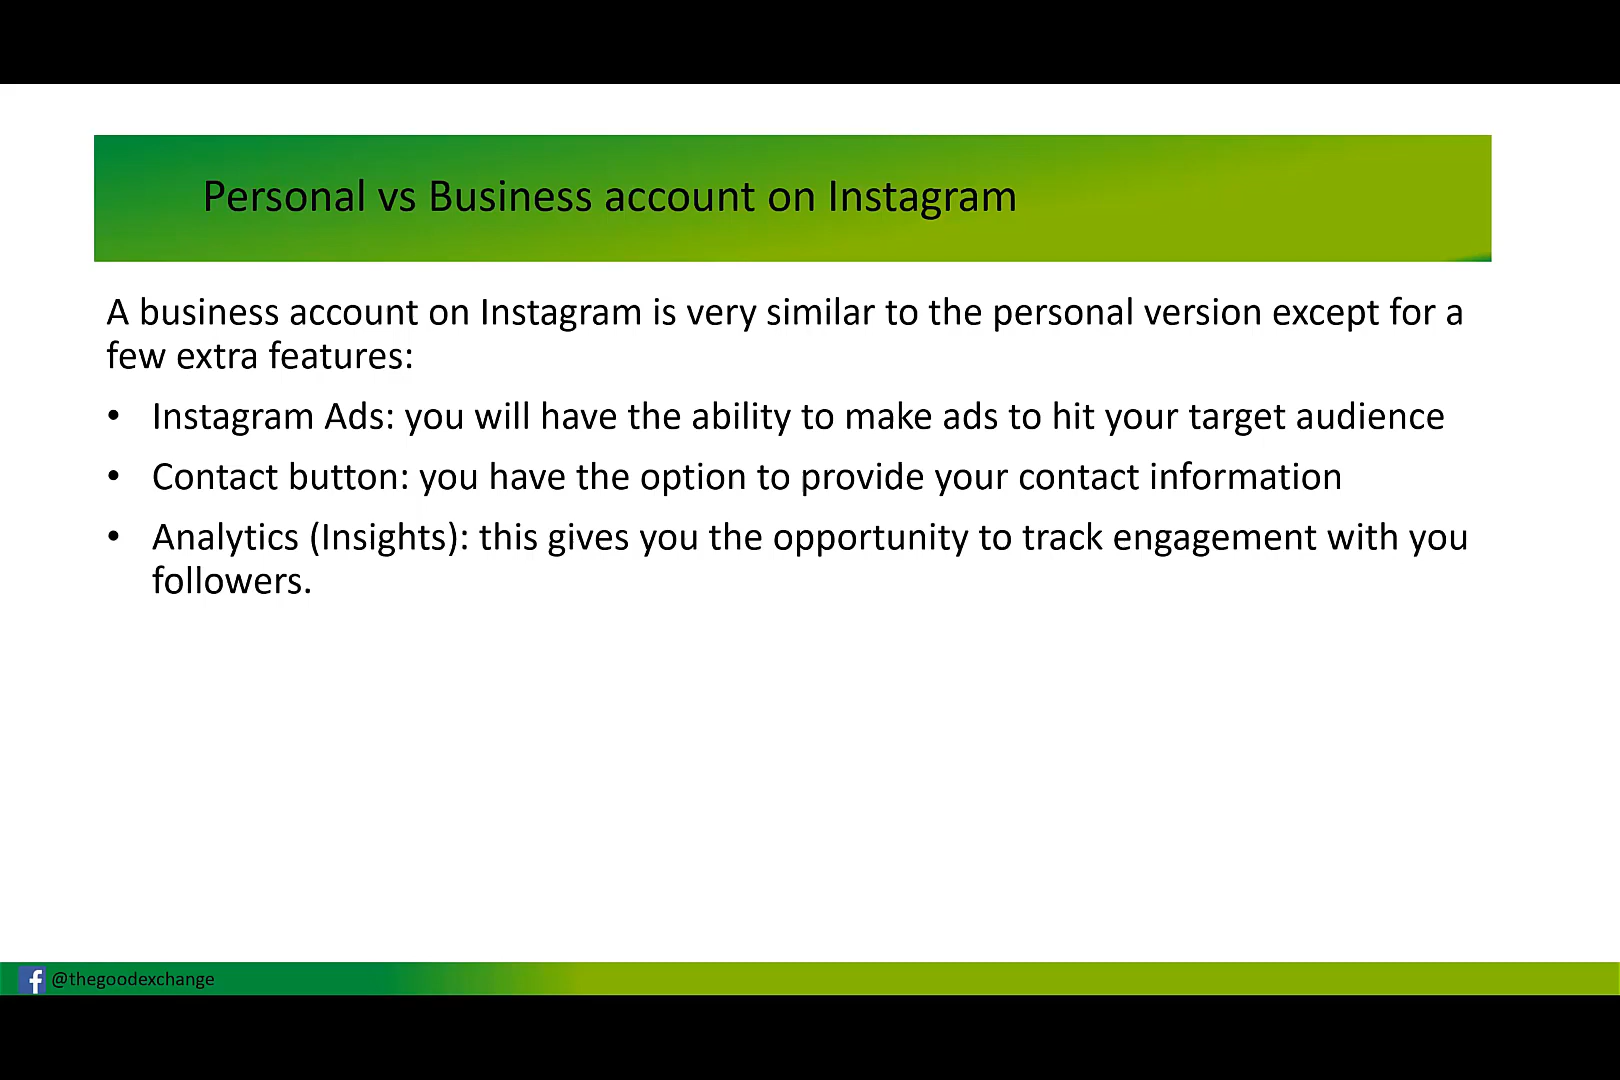 Personal vs Business account on Instagram
A business account on Instagram is very similar to the personal version except for a
few extra features:
• Instagram Ads: you will have the ability to make ads to hit your target audience
• Contact button: you have the option to provide your contact information
• Analytics (Insights): this gives you the opportunity to track engagement with you
followers.
@thegoodexchange